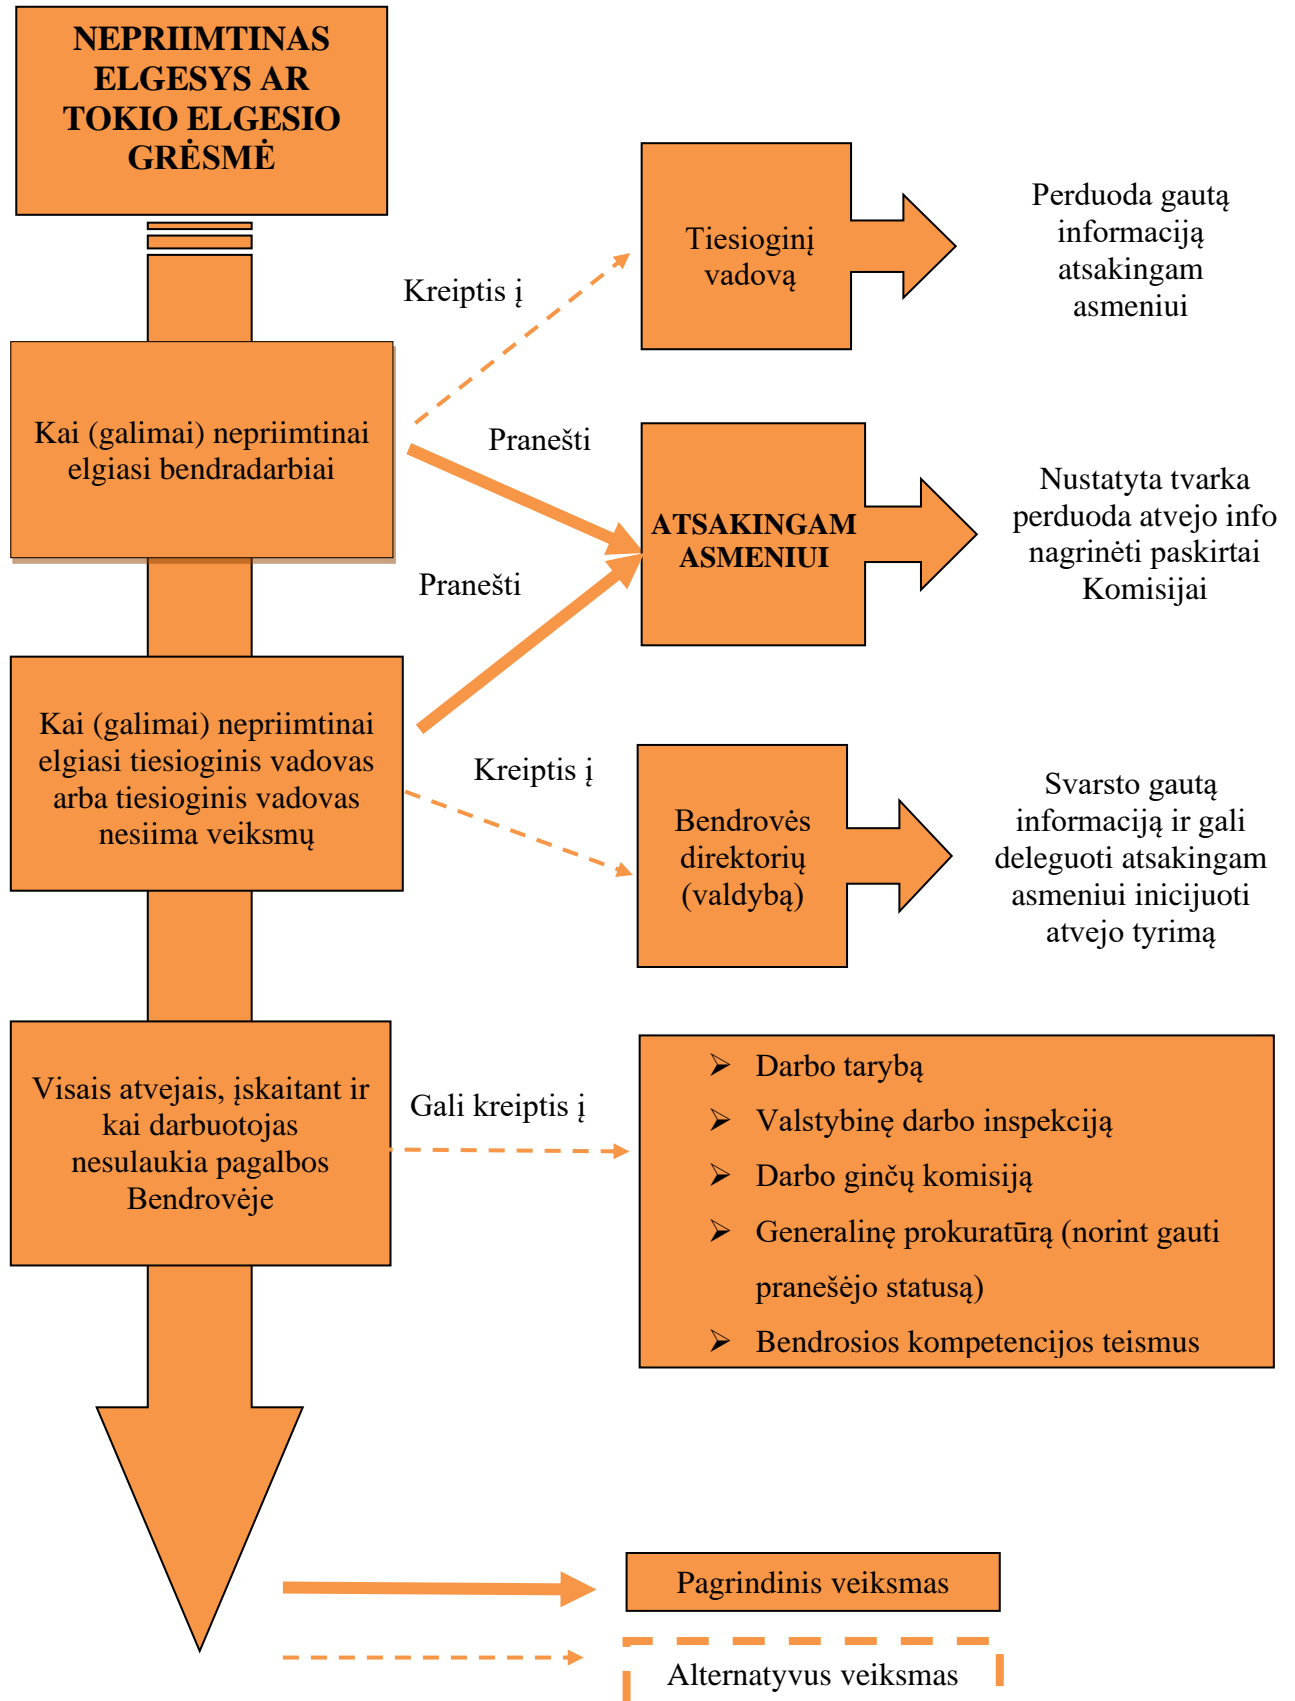 NEPRIIMTINAS
ELGESYS AR
TOKIO ELGESIO
GRĖSMĖ
Kreiptis į
Tiesioginį
vadovą
Perduoda gautą
informaciją
atsakingam
asmeniui
Kai (galimai) nepriimtinai
elgiasi bendradarbiai
Pranešti
Pranešti
ATSAKINGAM
ASMENIUI
Nustatyta tvarka
perduoda atvejo info
nagrinėti paskirtai
Komisijai
Kai (galimai) nepriimtinai
elgiasi tiesioginis vadovas
arba tiesioginis vadovas
nesiima veiksmų
Kreiptis į
Bendrovės
direktorių
(valdybą)
Svarsto gautą
informaciją ir gali
deleguoti atsakingam
asmeniui inicijuoti
atvejo tyrimą
Visais atvejais, įskaitant ir
kai darbuotojas
nesulaukia pagalbos
Bendrovėje
Gali kreiptis į
➢ Darbo tarybą
➢ Valstybinę darbo inspekciją
➢ Darbo ginčų komisiją
➢ Generalinę prokuratūrą (norint gauti
pranešėjo statusą)
➢ Bendrosios kompetencijos teismus
Pagrindinis veiksmas
Alternatyvus veiksmas